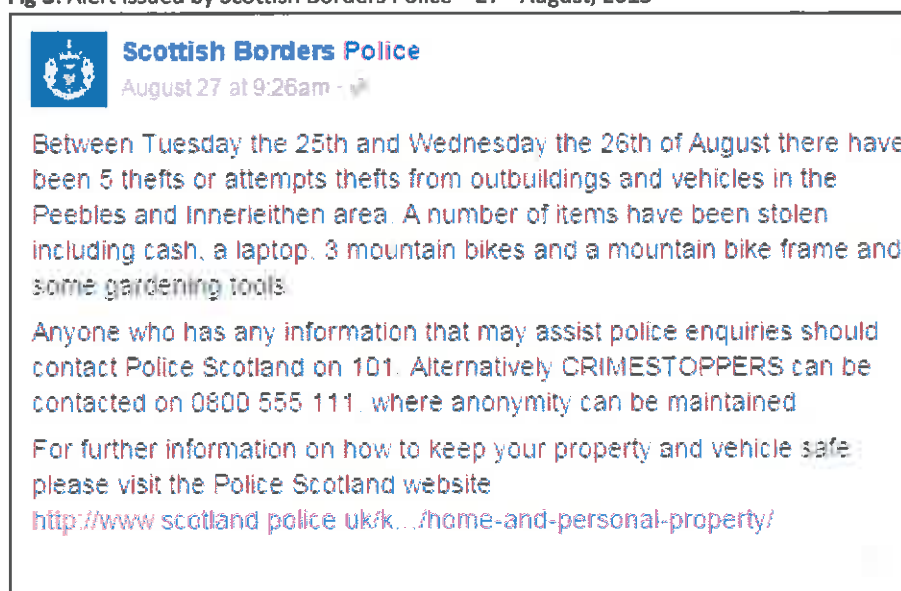 Scottish Borders Police
August 27 at 9:26am
Between Tuesday the 25th and Wednesday the 26th of August there have
been 5 thefts or attempts thefts from outbuildings and vehicles in the
Peebles and Innerleithen area. A number of items have been stolen
including cash, a laptop, 3 mountain bikes and a mountain bike frame and
some gardening tools.
Anyone who has any information that may assist police enquiries should
contact Police Scotland on 101. Alternatively CRIMESTOPPERS can be
contacted on 0800 555 111, where anonymity can be maintained
For further information on how to keep your property and vehicle safe
please visit the Police Scotland website
http://www.scotland.police.uk/k.../home-and-personal-property/